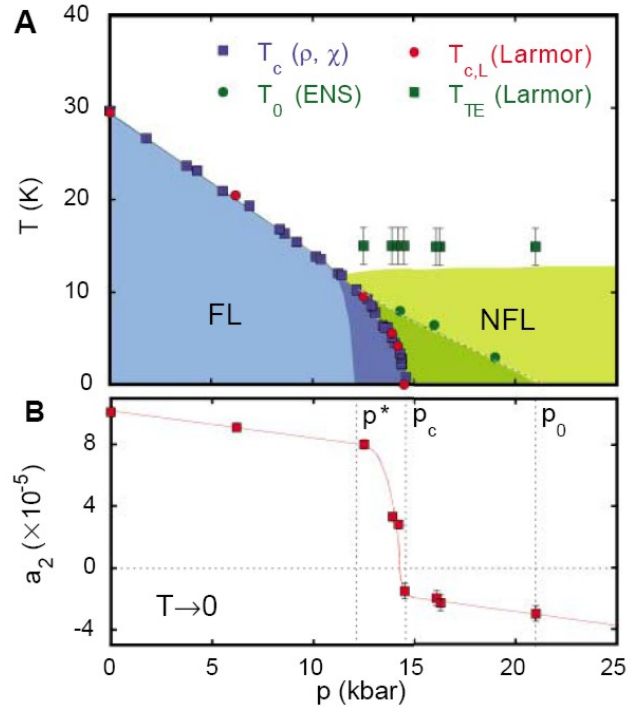 A
40
T_c (ρ, χ)
T_c,L (Larmor)
T_0 (ENS)
T_TE (Larmor)
30
T (K)
20
10
FL
NFL
0
B
p*
p_c
p_0
8
4
a_2 (×10^-5)
0
T→0
-4
0 5 10 15 20 25
p (kbar)